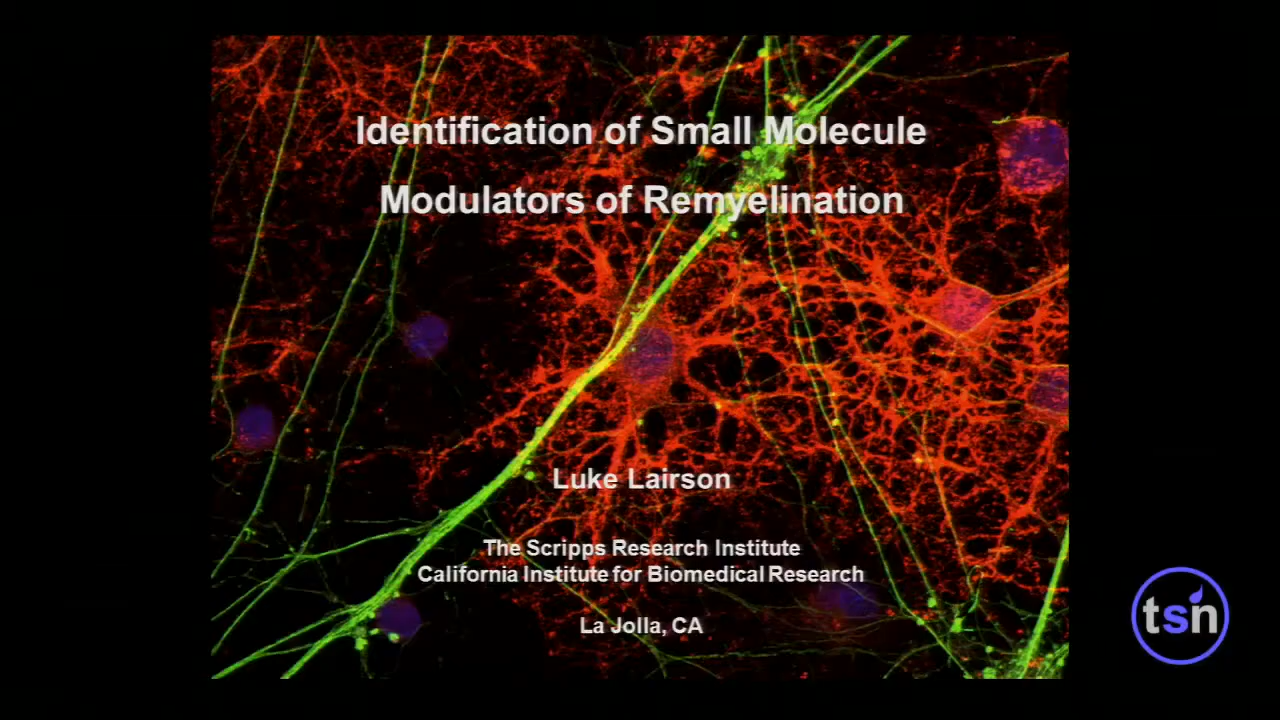 Identification of Small Molecule
Modulators of Remyelination
Luke Lairson
The Scripps Research Institute
California Institute for Biomedical Research
La Jolla, CA
tsn